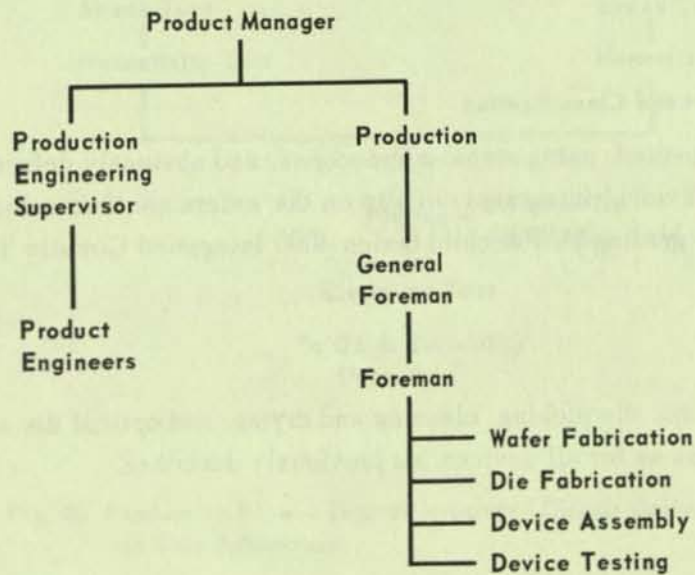 Product Manager
Production
Engineering
Supervisor
Product
Engineers
Production
General
Foreman
Foreman
Wafer Fabrication
Die Fabrication
Device Assembly
Device Testing